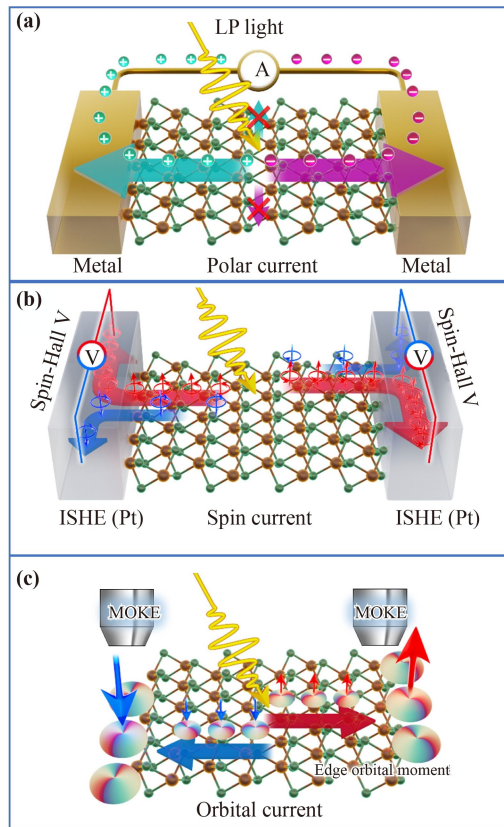 (a)
LP light
A
Metal
Polar current
Metal
(b)
Spin-Hall V
V
Spin-Hall V
V
ISHE (Pt)
Spin current
ISHE (Pt)
(c)
MOKE
MOKE
Edge orbital moment
Orbital current